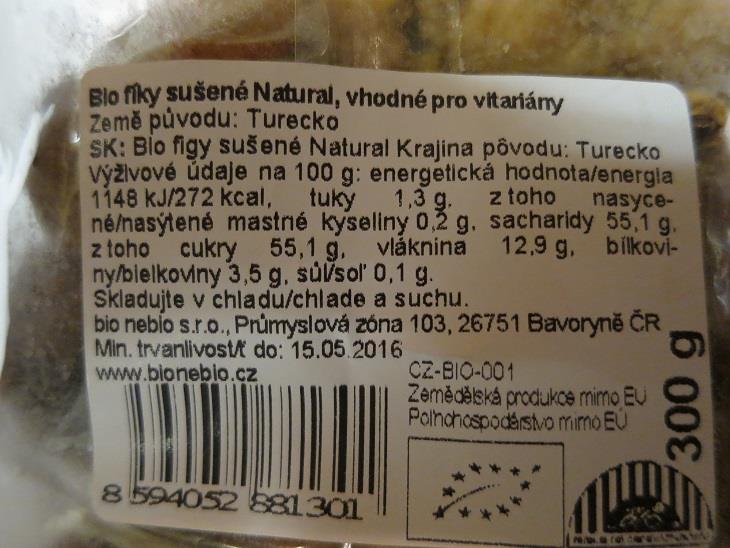 Bio fíky sušené Natural, vhodné pro vitariány
Země původu: Turecko
SK: Bio figy sušené Natural Krajina pôvodu: Turecko
Výživové údaje na 100 g: energetická hodnota/energia
1148 kJ/272 kcal, tuky 1,3 g, z toho nasyce-
né/nasýtené mastné kyseliny 0,2 g, sacharidy 55,1 g,
z toho cukry 55,1 g, vláknina 12,9 g, bílkovi-
ny/bielkoviny 3,5 g, sůl/soľ 0,1 g.
Skladujte v chladu/chlade a suchu.
bio nebio s.r.o., Průmyslová zóna 103, 26751 Bavoryně ČR
Min. trvanlivost/ť do: 15.05.2016
www.bionebio.cz
CZ-BIO-001
Zemědělská produkce mimo EU
Poľnohospodárstvo mimo EÚ
300 g
8 594052 881301